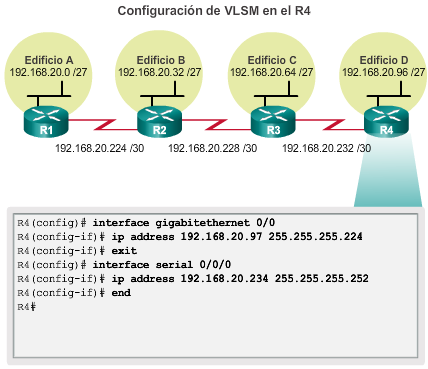 Configuración de VLSM en el R4
Edificio A
192.168.20.0 /27
Edificio B
192.168.20.32 /27
Edificio C
192.168.20.64 /27
Edificio D
192.168.20.96 /27
R1
R2
R3
R4
192.168.20.224 /30
192.168.20.228 /30
192.168.20.232 /30
R4(config)# interface gigabitethernet 0/0
R4(config-if)# ip address 192.168.20.97 255.255.255.224
R4(config-if)# exit
R4(config)# interface serial 0/0/0
R4(config-if)# ip address 192.168.20.234 255.255.255.252
R4(config-if)# end
R4#